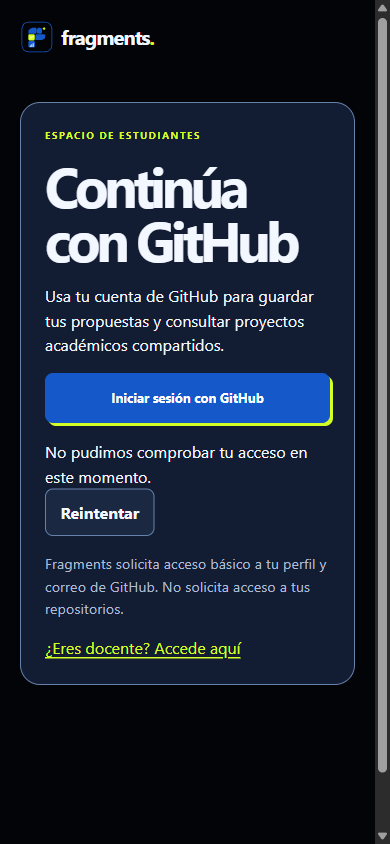 fragments.
ESPACIO DE ESTUDIANTES
Continúa
con GitHub
Usa tu cuenta de GitHub para guardar
tus propuestas y consultar proyectos
académicos compartidos.
Iniciar sesión con GitHub
No pudimos comprobar tu acceso en
este momento.
Reintentar
Fragments solicita acceso básico a tu perfil y
correo de GitHub. No solicita acceso a tus
repositorios.
¿Eres docente? Accede aquí